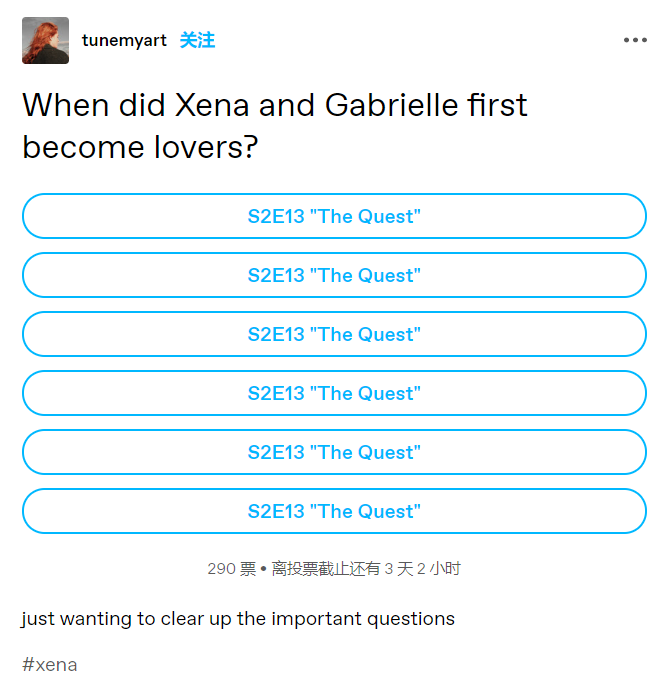 tunemyart 关注
When did Xena and Gabrielle first
become lovers?
S2E13 "The Quest"
S2E13 "The Quest"
S2E13 "The Quest"
S2E13 "The Quest"
S2E13 "The Quest"
S2E13 "The Quest"
290 票 • 离投票截止还有 3 天 2 小时
just wanting to clear up the important questions
#xena